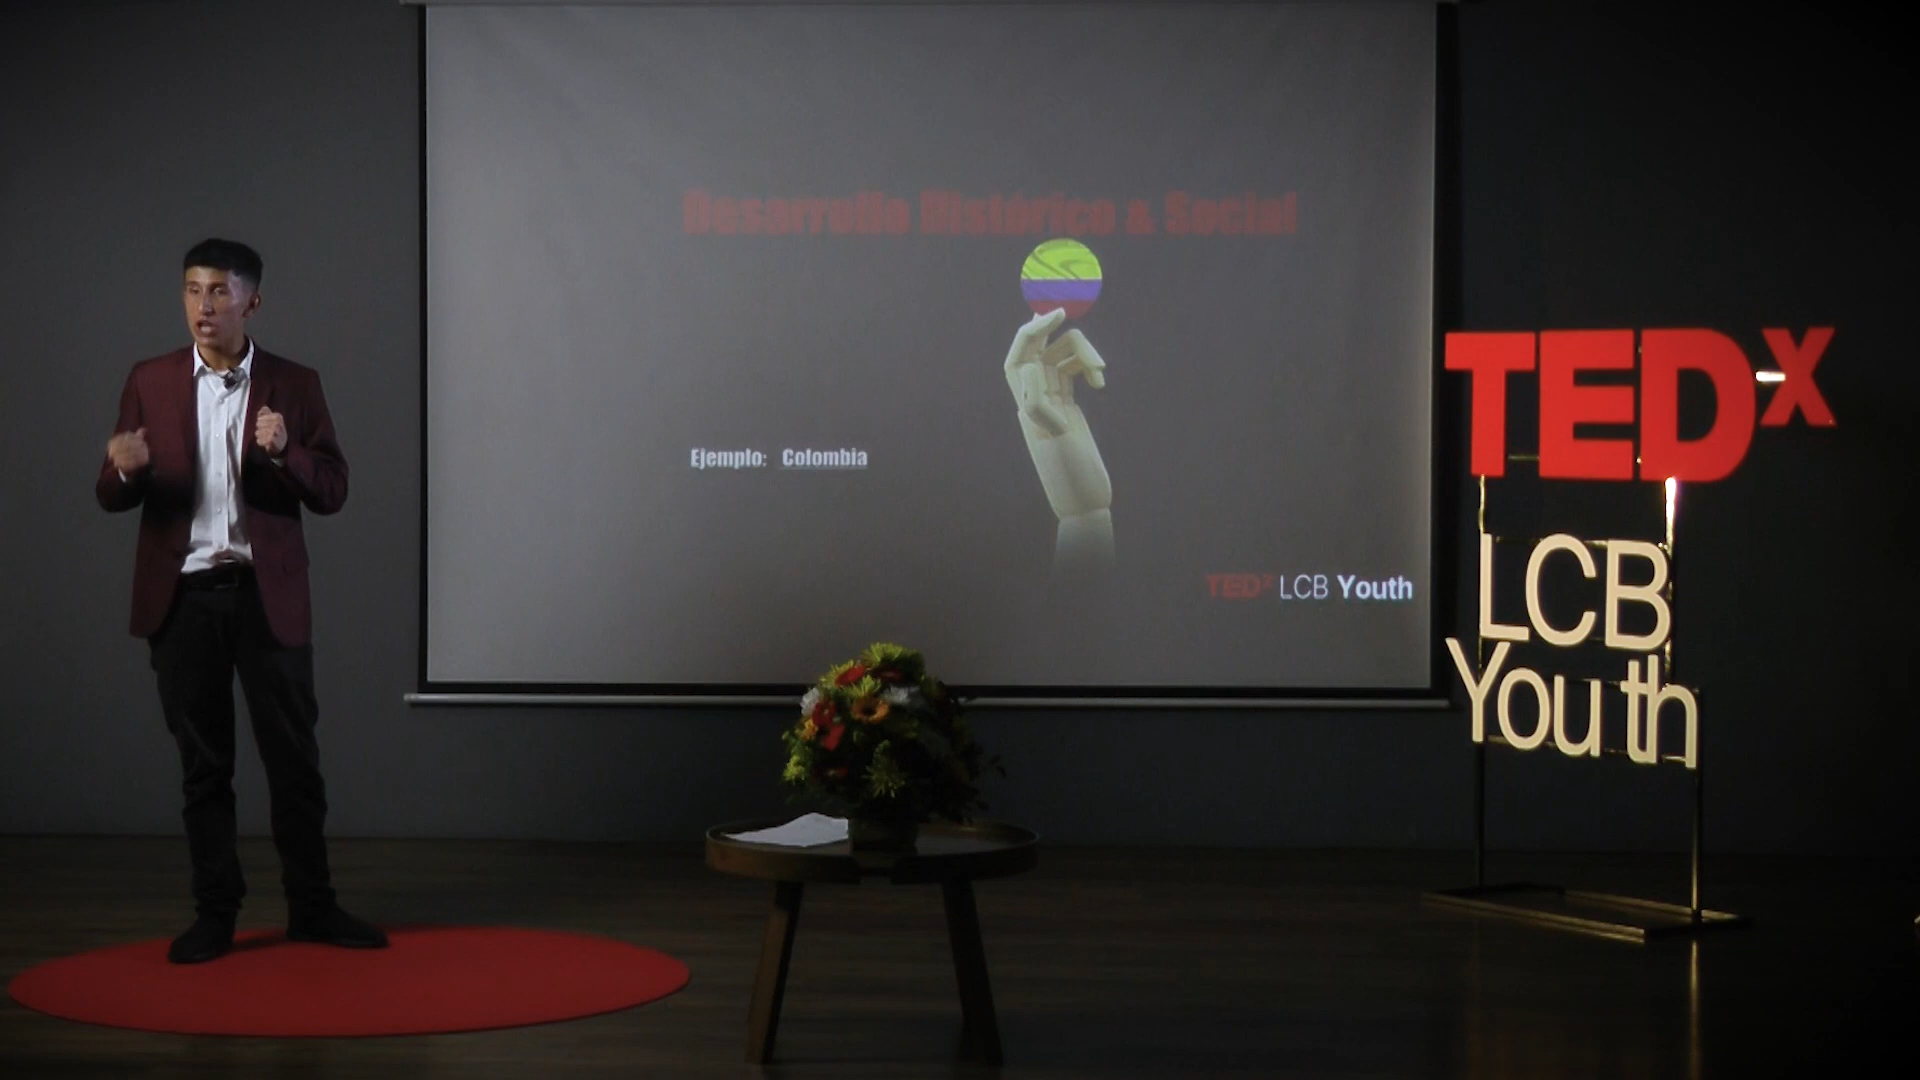 Desarrollo Histórico & Social
Ejemplo: Colombia
TEDx LCB Youth
TEDx
LCB
Youth